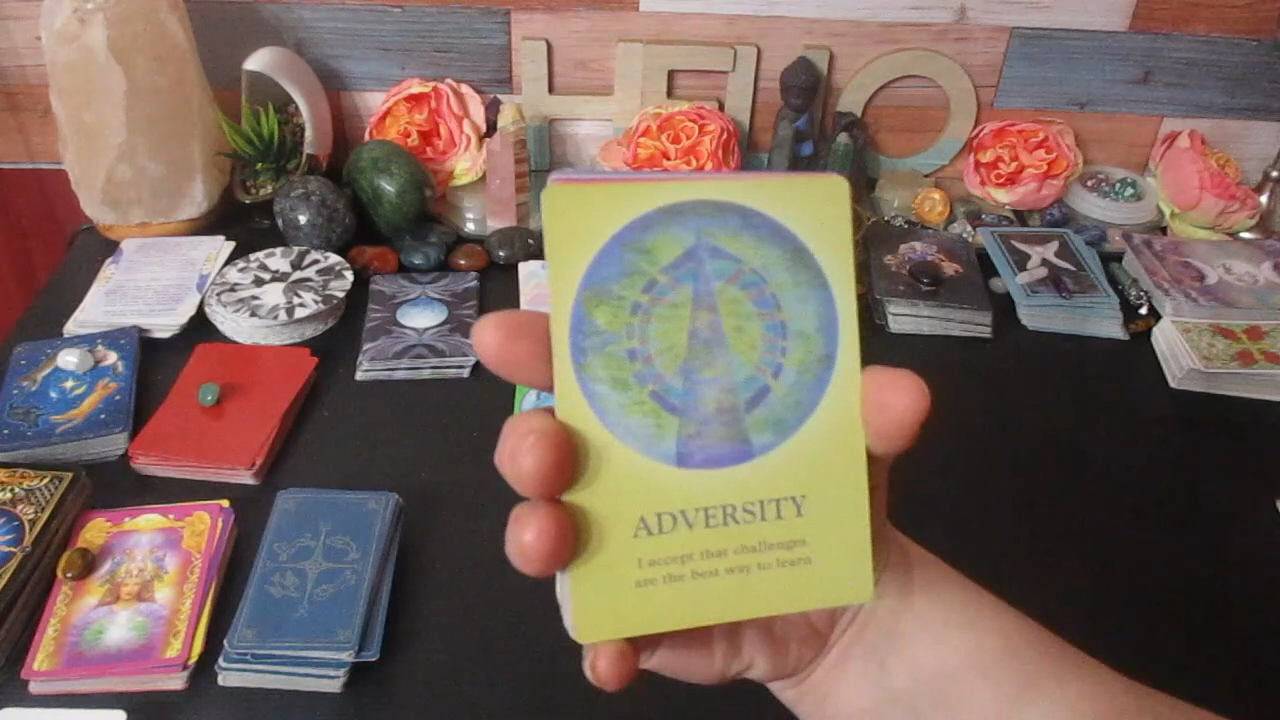 HELLO
ADVERSITY
I accept that challenges
are the best way to learn